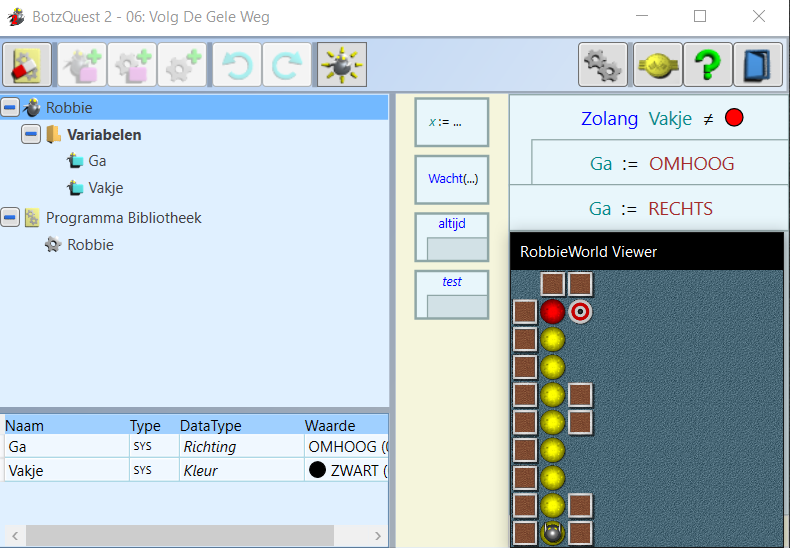 BotzQuest 2 - 06: Volg De Gele Weg
Robbie
Variabelen
Ga
Vakje
Programma Bibliotheek
Robbie
x := ...
Wacht(...)
altijd
test
Zolang Vakje ≠
Ga := OMHOOG
Ga := RECHTS
RobbieWorld Viewer
Naam Type DataType Waarde
Ga SYS Richting OMHOOG (
Vakje SYS Kleur ZWART (